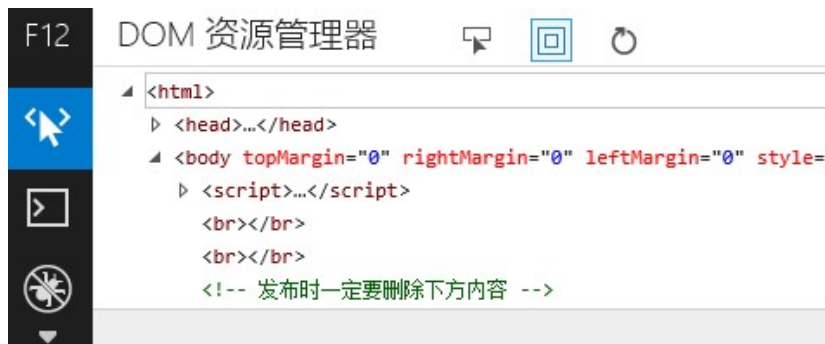 F12 DOM 资源管理器
<html>
<head>…</head>
<body topMargin="0" rightMargin="0" leftMargin="0" style=
<script>…</script>
<br></br>
<br></br>
<!-- 发布时一定要删除下方内容 -->